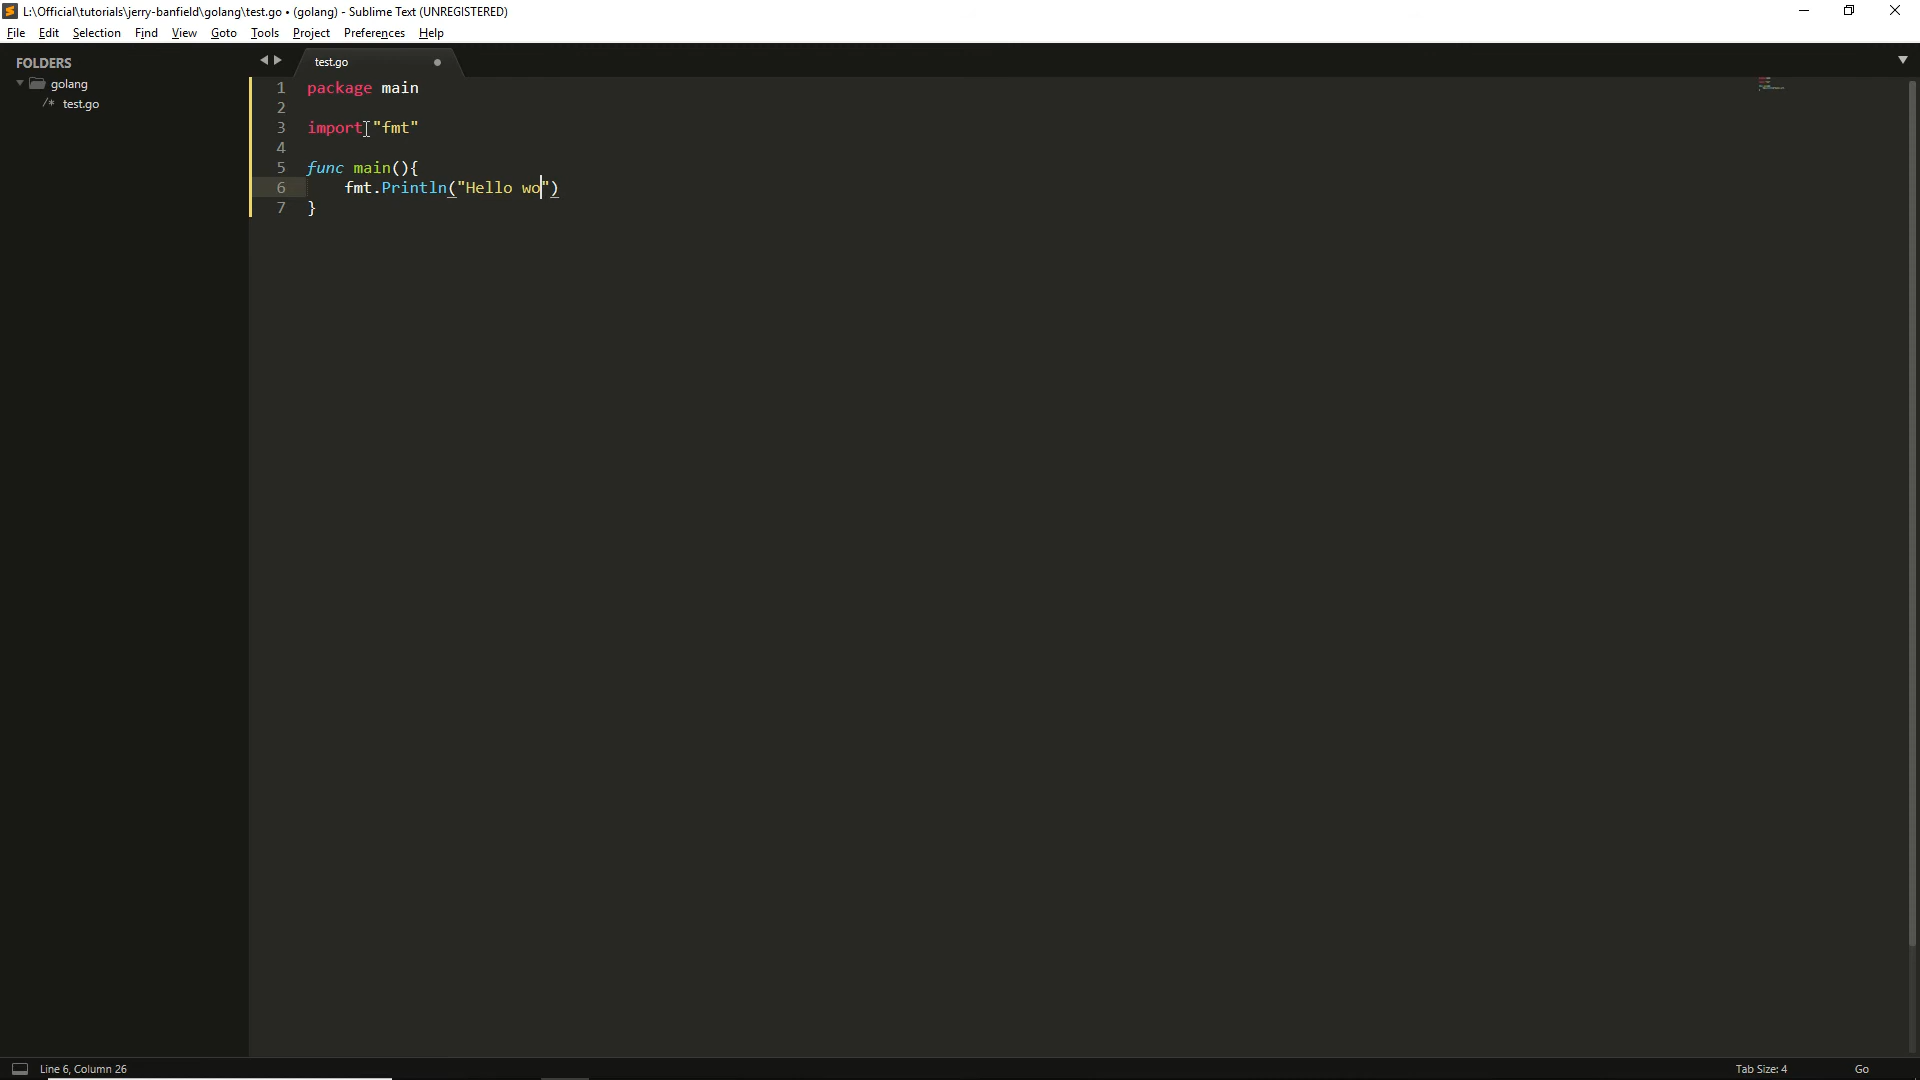 L:\Official\tutorials\jerry-banfield\golang\test.go • (golang) - Sublime Text (UNREGISTERED)
File Edit Selection Find View Goto Tools Project Preferences Help
FOLDERS
golang
/* test.go
test.go
1 package main
2
3 import "fmt"
4
5 func main(){
6 fmt.Println("Hello wo")
7 }
Line 6, Column 26
Tab Size: 4
Go